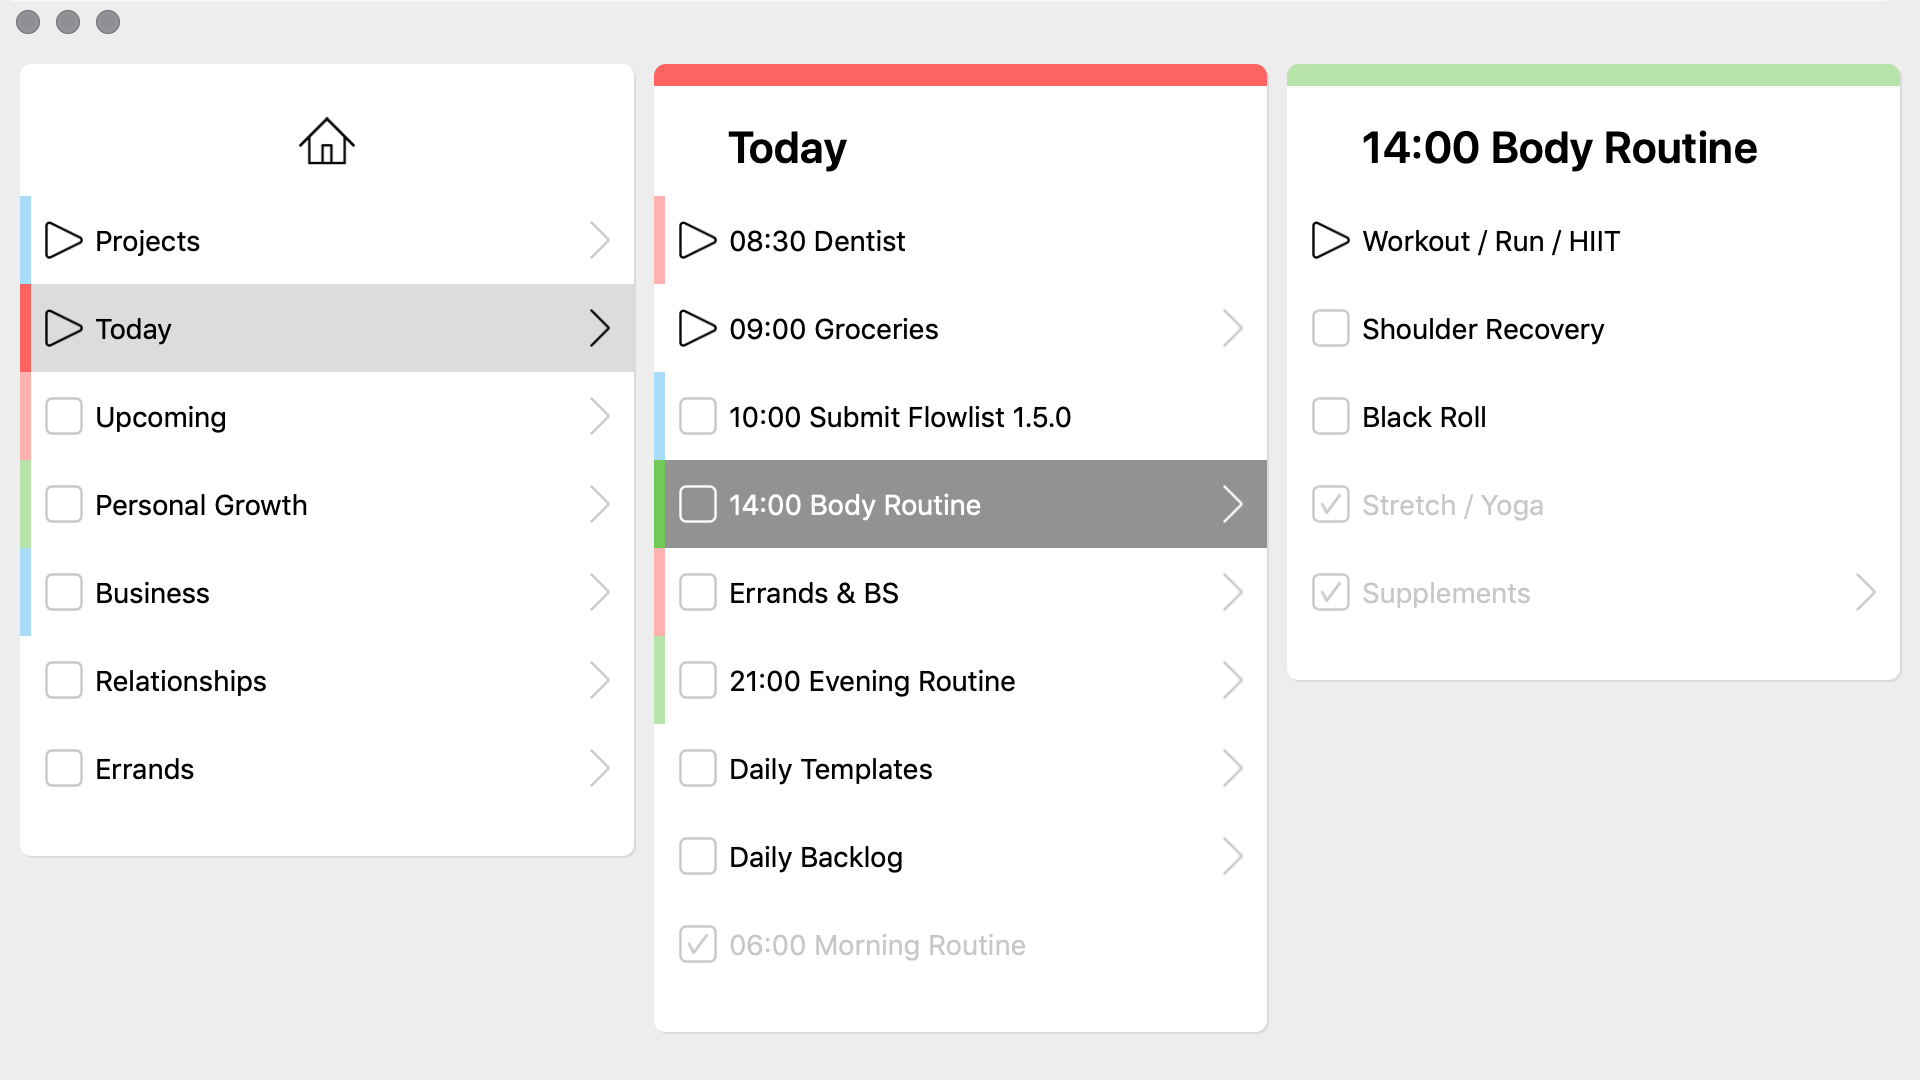 Projects
Today
Upcoming
Personal Growth
Business
Relationships
Errands
Today
08:30 Dentist
09:00 Groceries
10:00 Submit Flowlist 1.5.0
14:00 Body Routine
Errands & BS
21:00 Evening Routine
Daily Templates
Daily Backlog
06:00 Morning Routine
14:00 Body Routine
Workout / Run / HIIT
Shoulder Recovery
Black Roll
Stretch / Yoga
Supplements